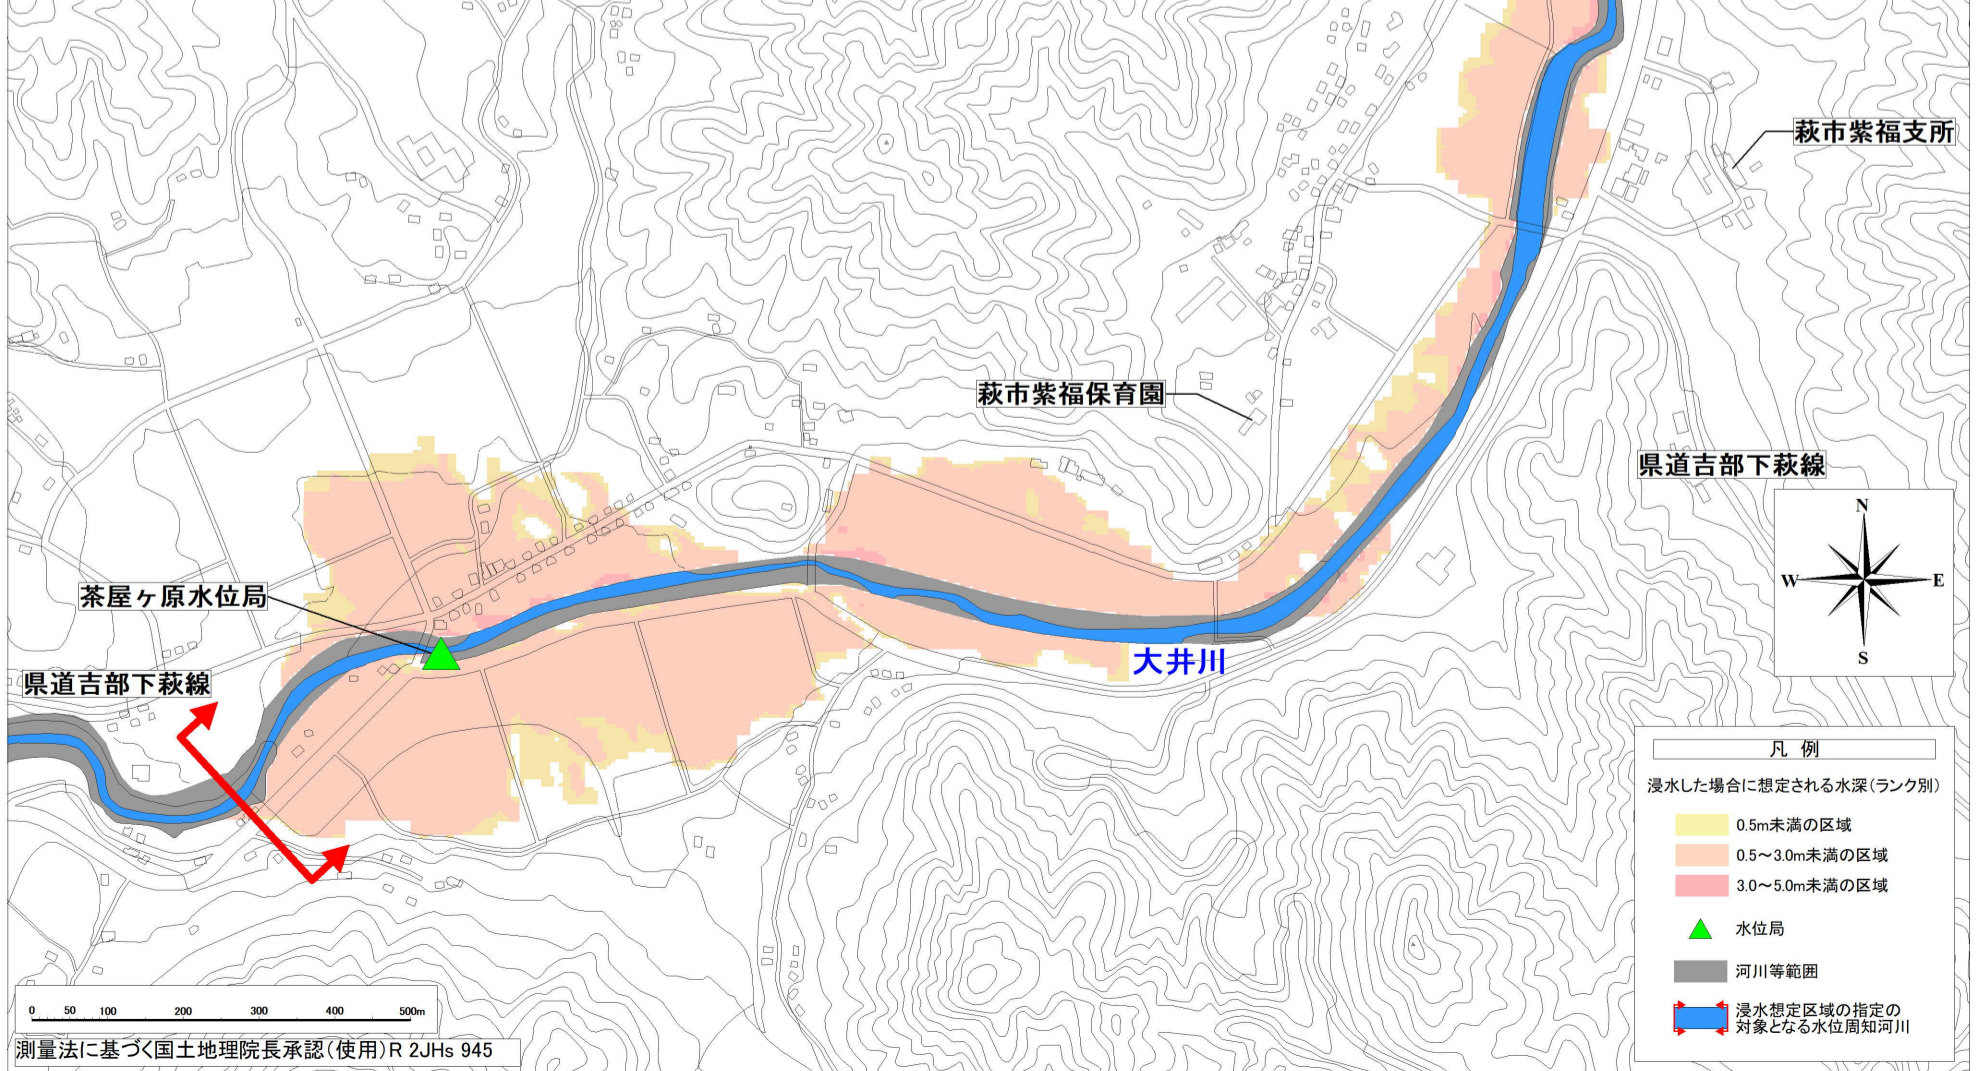 萩市紫福支所
萩市紫福保育園
県道吉部下萩線
茶屋ヶ原水位局
大井川
県道吉部下萩線
N
W
E
S
凡 例
浸水した場合に想定される水深(ランク別)
0.5m未満の区域
0.5～3.0m未満の区域
3.0～5.0m未満の区域
水位局
河川等範囲
浸水想定区域の指定の
対象となる水位周知河川
0 50 100 200 300 400 500m
測量法に基づく国土地理院長承認(使用)R 2JHs 945